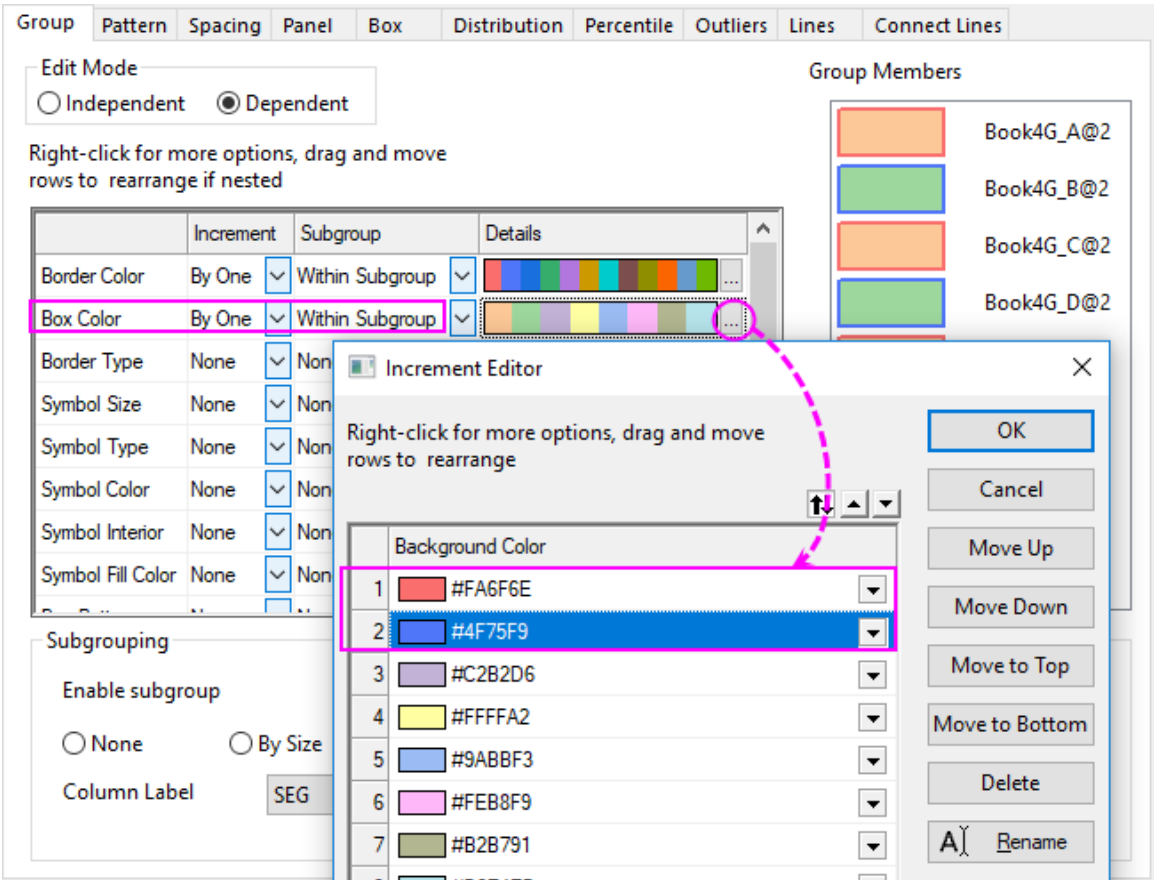 Group Pattern Spacing Panel Box Distribution Percentile Outliers Lines Connect Lines
Edit Mode
Independent Dependent
Right-click for more options, drag and move
rows to rearrange if nested
Increment Subgroup Details
Border Color By One Within Subgroup ...
Box Color By One Within Subgroup ...
Border Type None Non
Symbol Size None Non
Symbol Type None Non
Symbol Color None Non
Symbol Interior None Non
Symbol Fill Color None Non
Group Members
Book4G_A@2
Book4G_B@2
Book4G_C@2
Book4G_D@2
Subgrouping
Enable subgroup
None By Size
Column Label SEG
Increment Editor
Right-click for more options, drag and move
rows to rearrange
Background Color
1 #FA6F6E
2 #4F75F9
3 #C2B2D6
4 #FFFFA2
5 #9ABBF3
6 #FEB8F9
7 #B2B791
OK
Cancel
Move Up
Move Down
Move to Top
Move to Bottom
Delete
Rename